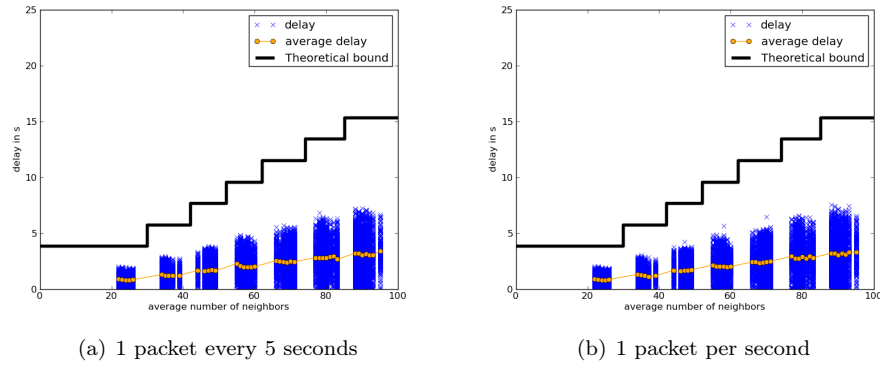 25
20
15
10
5
0
delay in s
delay
average delay
Theoretical bound
0 20 40 60 80 100
average number of neighbors
(a) 1 packet every 5 seconds
25
20
15
10
5
0
delay in s
delay
average delay
Theoretical bound
0 20 40 60 80 100
average number of neighbors
(b) 1 packet per second